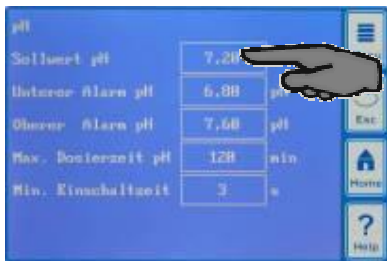 pH
Sollwert pH 7.20
Unterer Alarm pH 6.80 pH
Oberer Alarm pH 7.60 pH
Esc
Max. Dosierzeit pH 120 min
Min. Einschaltzeit 3 s
Home
Help